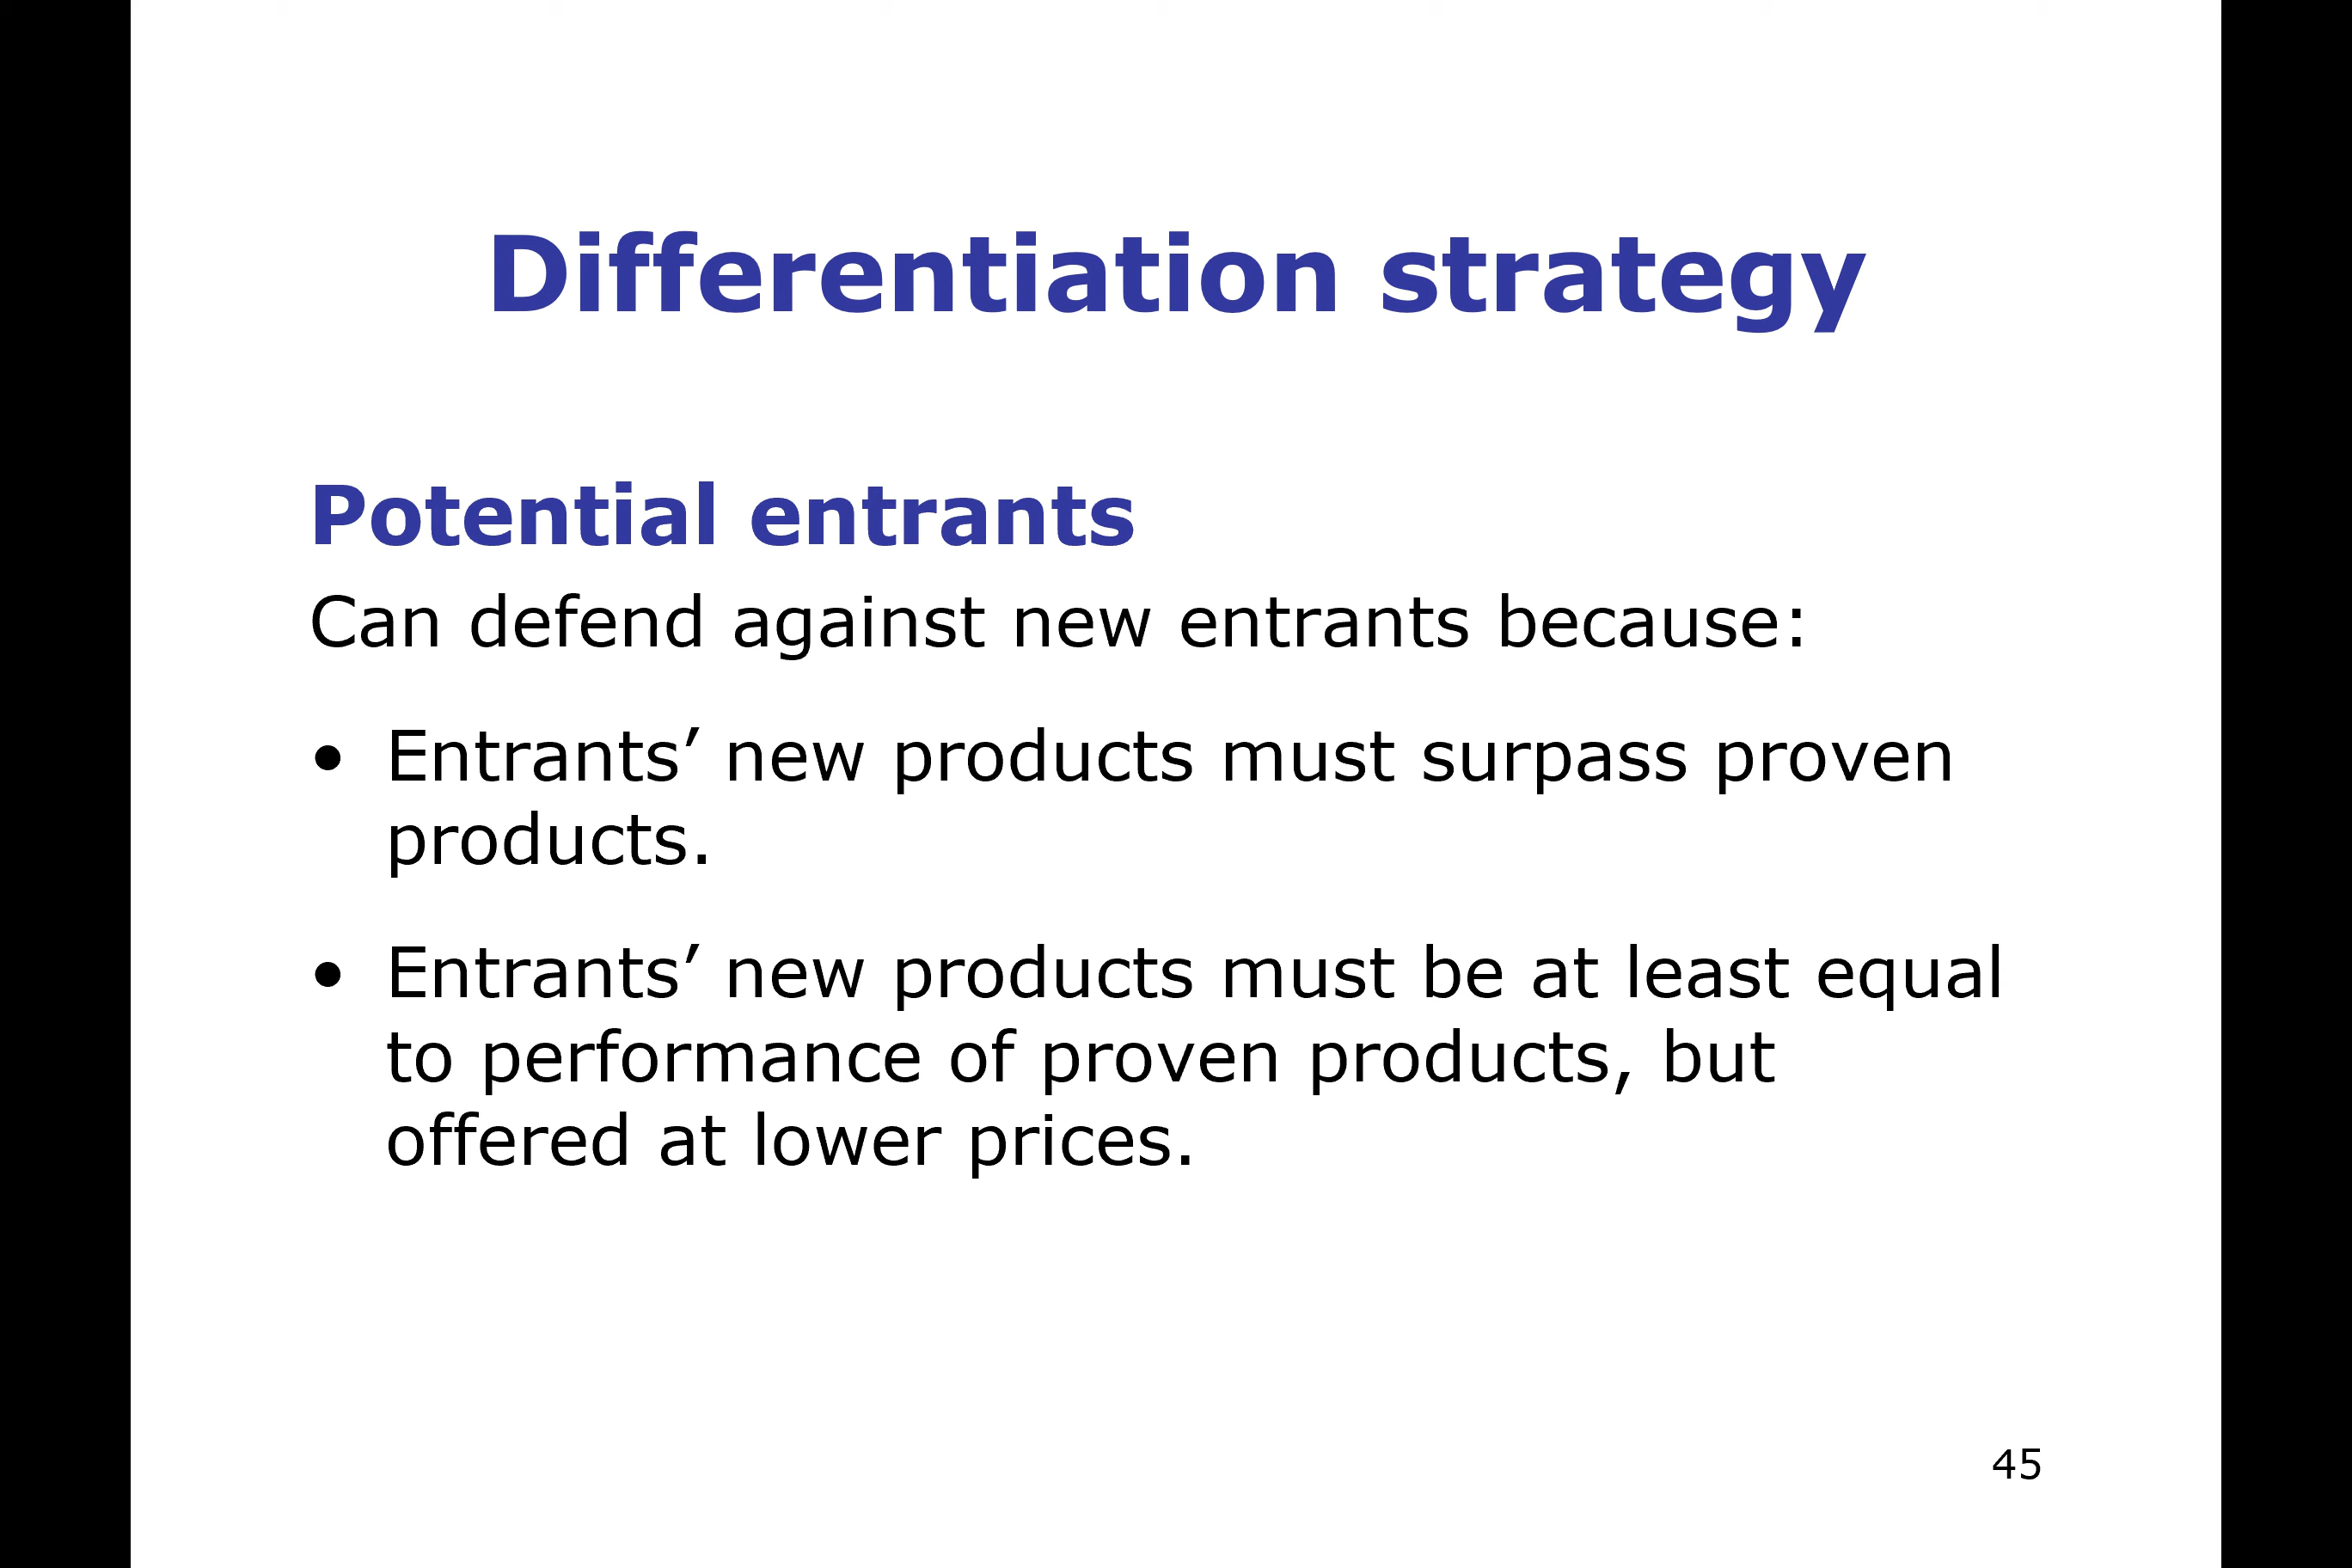 Differentiation strategy
Potential entrants
Can defend against new entrants because:
• Entrants’ new products must surpass proven
products.
• Entrants’ new products must be at least equal
to performance of proven products, but
offered at lower prices.
45